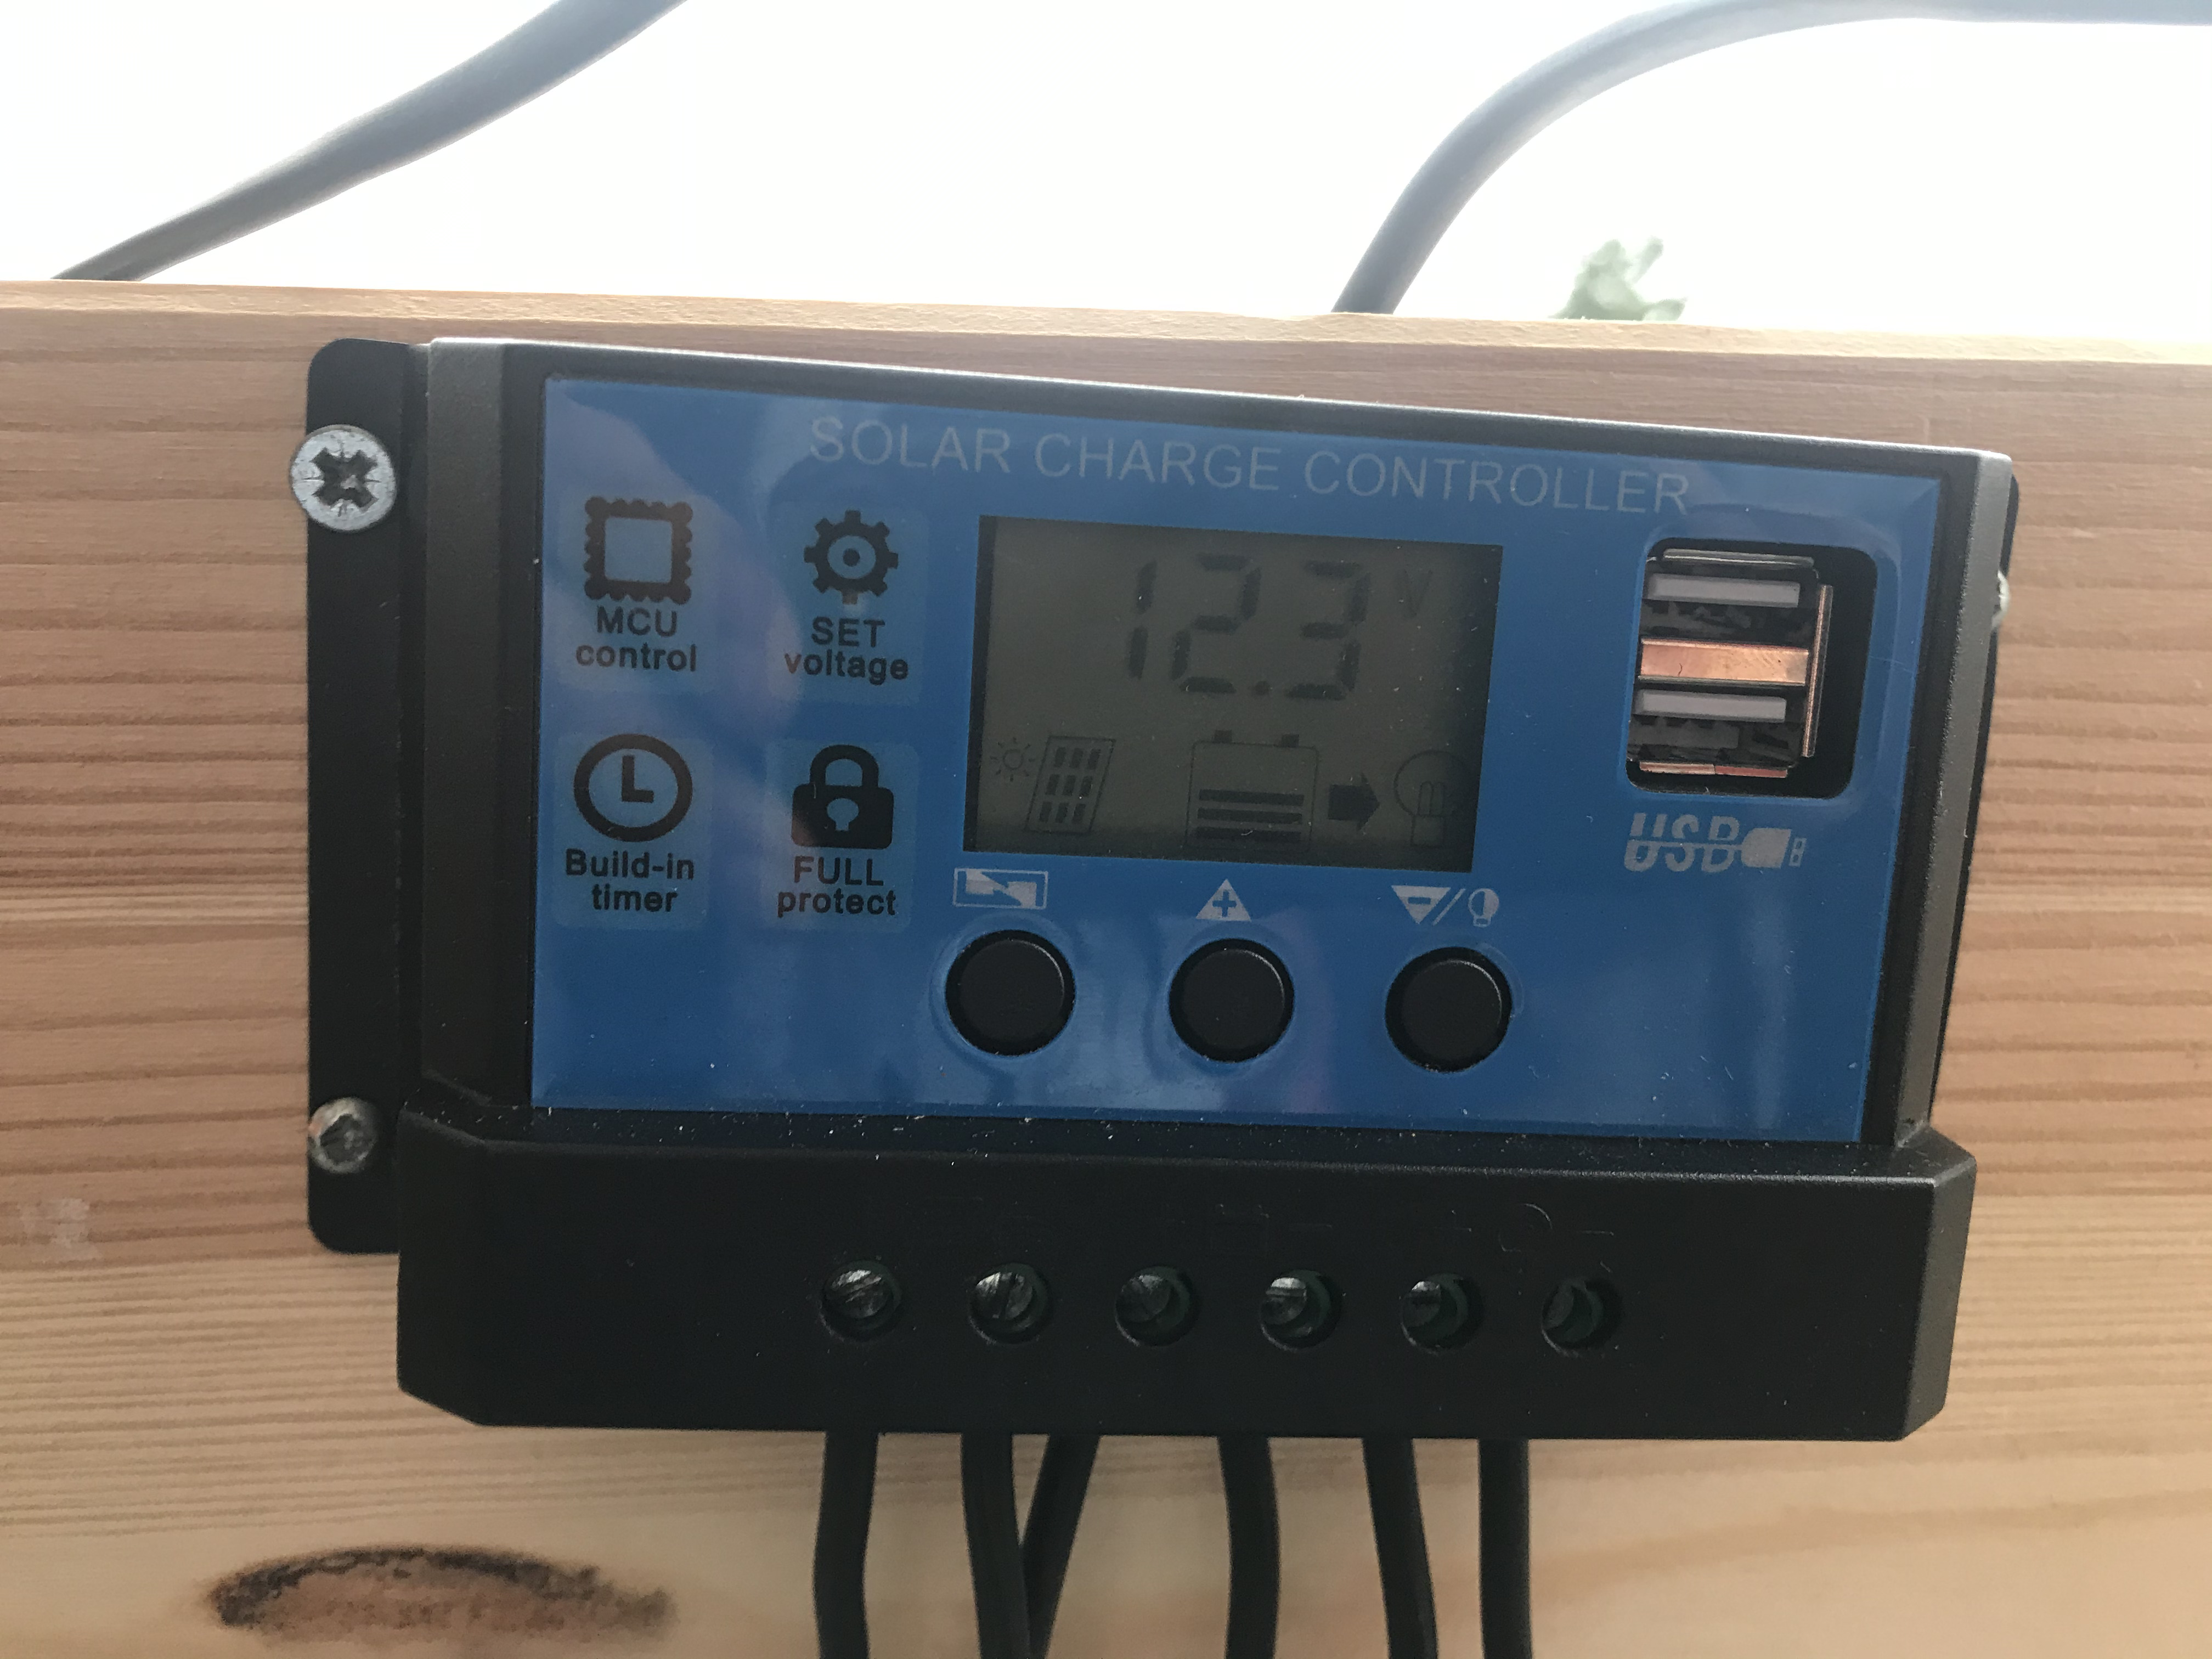 SOLAR CHARGE CONTROLLER
MCU
control
SET
voltage
12.3 V
Build-in
timer
FULL
protect
USB